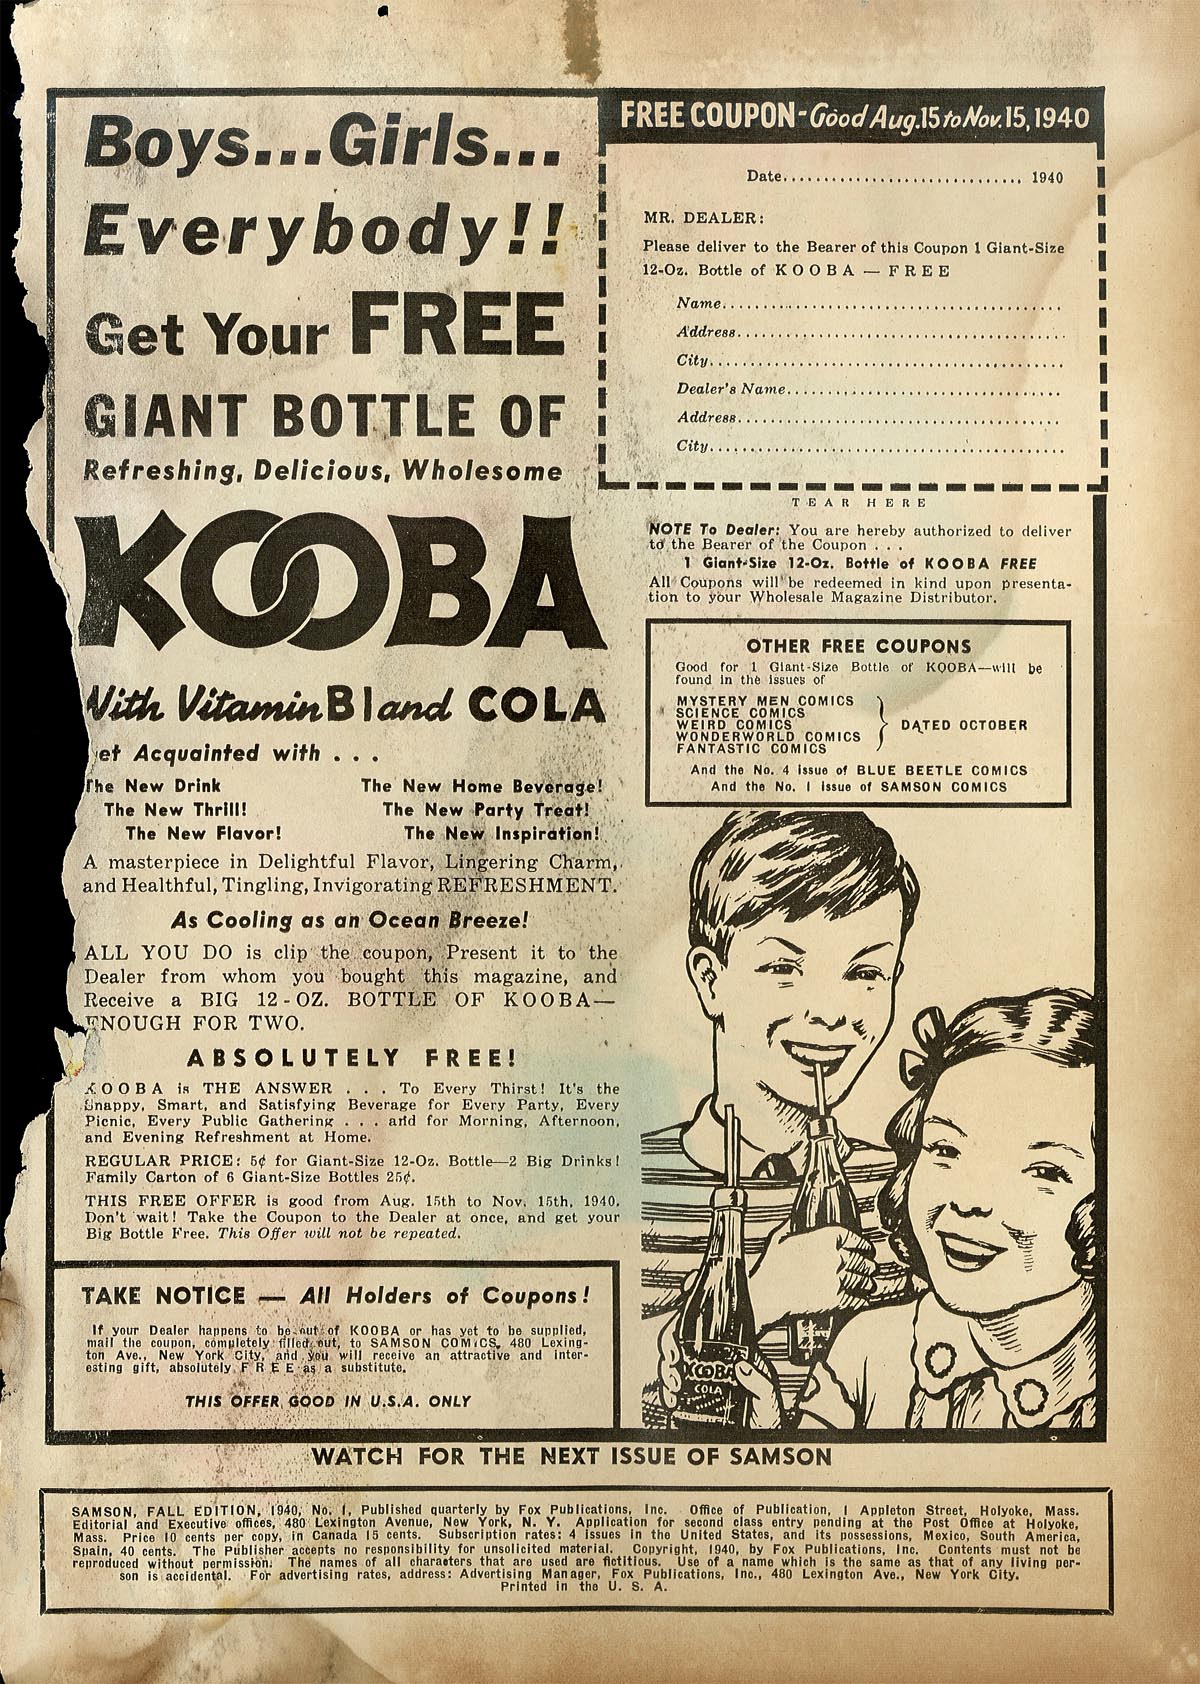 Boys...Girls...
Everybody!!
Get Your FREE
GIANT BOTTLE OF
Refreshing, Delicious, Wholesome
KOOBA
With Vitamin B1 and COLA
et Acquainted with . . .
The New Drink
The New Thrill!
The New Flavor!
The New Home Beverage!
The New Party Treat!
The New Inspiration!
A masterpiece in Delightful Flavor, Lingering Charm,
and Healthful, Tingling, Invigorating REFRESHMENT.
As Cooling as an Ocean Breeze!
ALL YOU DO is clip the coupon, Present it to the
Dealer from whom you bought this magazine, and
Receive a BIG 12-OZ. BOTTLE OF KOOBA—
ENOUGH FOR TWO.
ABSOLUTELY FREE!
KOOBA is THE ANSWER . . . To Every Thirst! It's the
Snappy, Smart, and Satisfying Beverage for Every Party, Every
Picnic, Every Public Gathering . . . and for Morning, Afternoon,
and Evening Refreshment at Home.
REGULAR PRICE: 5¢ for Giant-Size 12-Oz. Bottle—2 Big Drinks!
Family Carton of 6 Giant-Size Bottles 25¢.
THIS FREE OFFER is good from Aug. 15th to Nov. 15th, 1940.
Don't wait! Take the Coupon to the Dealer at once, and get your
Big Bottle Free. This Offer will not be repeated.
TAKE NOTICE — All Holders of Coupons!
If your Dealer happens to be out of KOOBA or has yet to be supplied,
mail the coupon, completely filled out, to SAMSON COMICS, 480 Lexing-
ton Ave., New York City, and you will receive an attractive and inter-
esting gift, absolutely FREE as a substitute.
THIS OFFER GOOD IN U.S.A. ONLY
FREE COUPON-Good Aug.15 to Nov.15, 1940
Date.............................. 1940
MR. DEALER:
Please deliver to the Bearer of this Coupon 1 Giant-Size
12-Oz. Bottle of KOOBA — FREE
Name..........................................
Address........................................
City............................................
Dealer's Name..................................
Address........................................
City............................................
TEAR HERE
NOTE To Dealer: You are hereby authorized to deliver
to the Bearer of the Coupon . . .
1 Giant-Size 12-Oz. Bottle of KOOBA FREE
All Coupons will be redeemed in kind upon presenta-
tion to your Wholesale Magazine Distributor.
OTHER FREE COUPONS
Good for 1 Giant-Size Bottle of KOOBA—will be
found in the issues of
MYSTERY MEN COMICS
SCIENCE COMICS
WEIRD COMICS
WONDERWORLD COMICS
FANTASTIC COMICS
DATED OCTOBER
And the No. 4 issue of BLUE BEETLE COMICS
And the No. 1 issue of SAMSON COMICS
KOOBA
COLA
WATCH FOR THE NEXT ISSUE OF SAMSON
SAMSON, FALL EDITION, 1940, No. 1, Published quarterly by Fox Publications, Inc. Office of Publication, 1 Appleton Street, Holyoke, Mass.
Editorial and Executive offices, 480 Lexington Avenue, New York, N. Y. Application for second class entry pending at the Post Office at Holyoke,
Mass. Price 10 cents per copy, in Canada 15 cents. Subscription rates: 4 issues in the United States, and its possessions, Mexico, South America,
Spain, 40 cents. The Publisher accepts no responsibility for unsolicited material. Copyright, 1940, by Fox Publications, Inc. Contents must not be
reproduced without permission. The names of all characters that are used are fictitious. Use of a name which is the same as that of any living per-
son is accidental. For advertising rates, address: Advertising Manager, Fox Publications, Inc., 480 Lexington Ave., New York City.
Printed in the U. S. A.